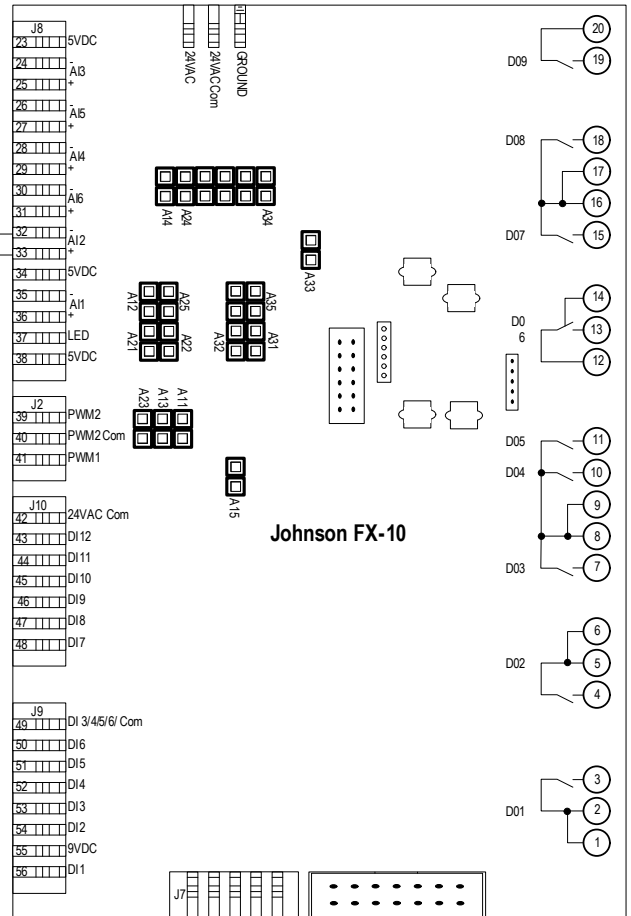 J8
23 5VDC
24 -
AI3
25 +
26 -
AI5
27 +
28 -
AI4
29 +
30 -
AI6
31 +
32 -
AI2
33 +
34 5VDC
35 -
AI1
36 +
37 LED
38 5VDC
J2
39 PWM2
40 PWM2 Com
41 PWM1
J10
42 24VAC Com
43 DI12
44 DI11
45 DI10
46 DI9
47 DI8
48 DI7
J9
49 DI 3/4/5/6/ Com
50 DI6
51 DI5
52 DI4
53 DI3
54 DI2
55 9VDC
56 DI1
24VAC
24VAC Com
GROUND
A14
A24
A34
A33
A12
A25
A35
A21
A22
A32
A31
A23
A13
A11
A15
Johnson FX-10
J7
20
D09 19
D08 18
17
16
D07 15
14
D0
6
13
12
D05 11
D04 10
9
8
D03 7
6
D02 5
4
3
D01 2
1